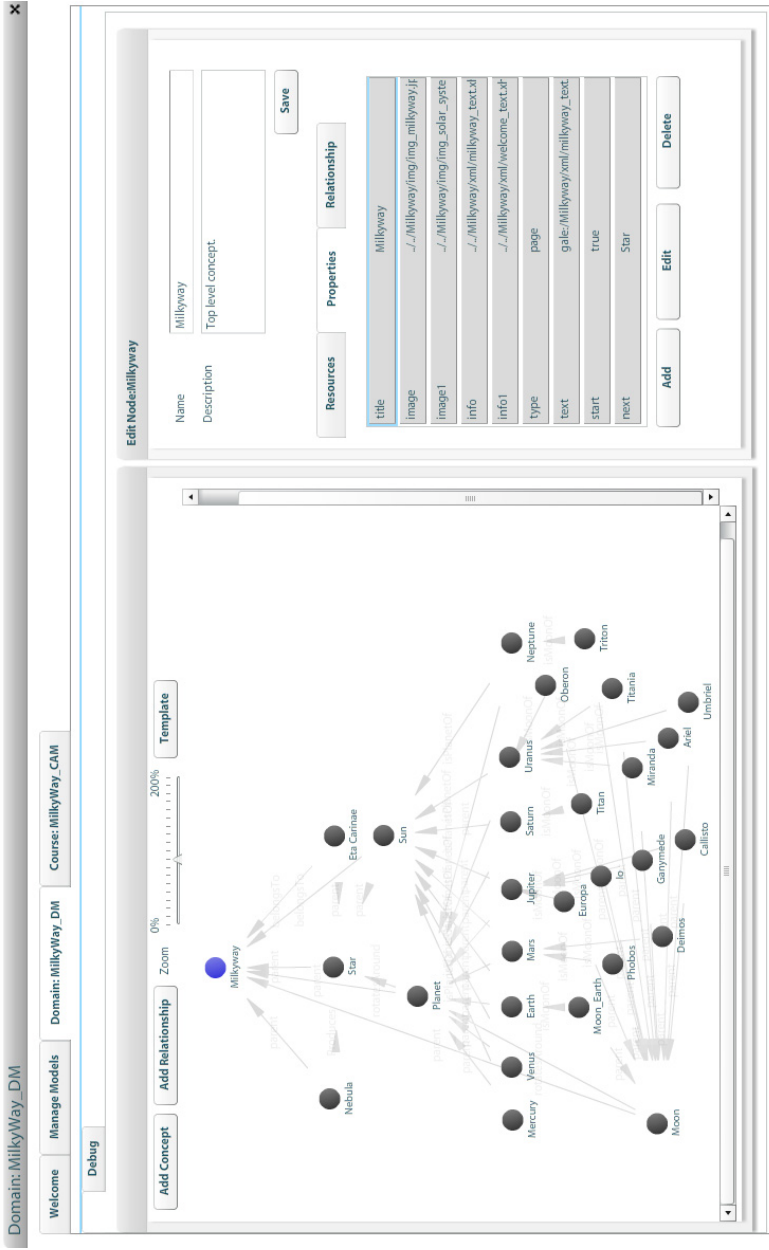 Domain: MilkyWay_DM
×
Welcome
Manage Models
Domain: MilkyWay_DM
Course: MilkyWay_CAM
Debug
Add Concept
Add Relationship
Zoom
0%
200%
Template
Milkyway
Nebula
Star
Eta Carinae
Sun
Planet
Mercury
Venus
Earth
Mars
Jupiter
Saturn
Uranus
Neptune
Oberon
Moon_Earth
Europa
Titan
Triton
Phobos
Io
Miranda
Titania
Moon
Deimos
Ganymede
Ariel
Callisto
Umbriel
parent
belongsTo
isPlanetOf
isMoonOf
Edit Node:Milkyway
Name
Milkyway
Description
Top level concept.
Save
Resources
Properties
Relationship
title Milkyway
image ../../Milkyway/img/img_milkyway.jp
image1 ../../Milkyway/img/img_solar_syste
info ../../Milkyway/xml/milkyway_text.xh
info1 ../../Milkyway/xml/welcome_text.xh
type page
text gale:/Milkyway/xml/milkyway_text.
start true
next Star
Add
Edit
Delete